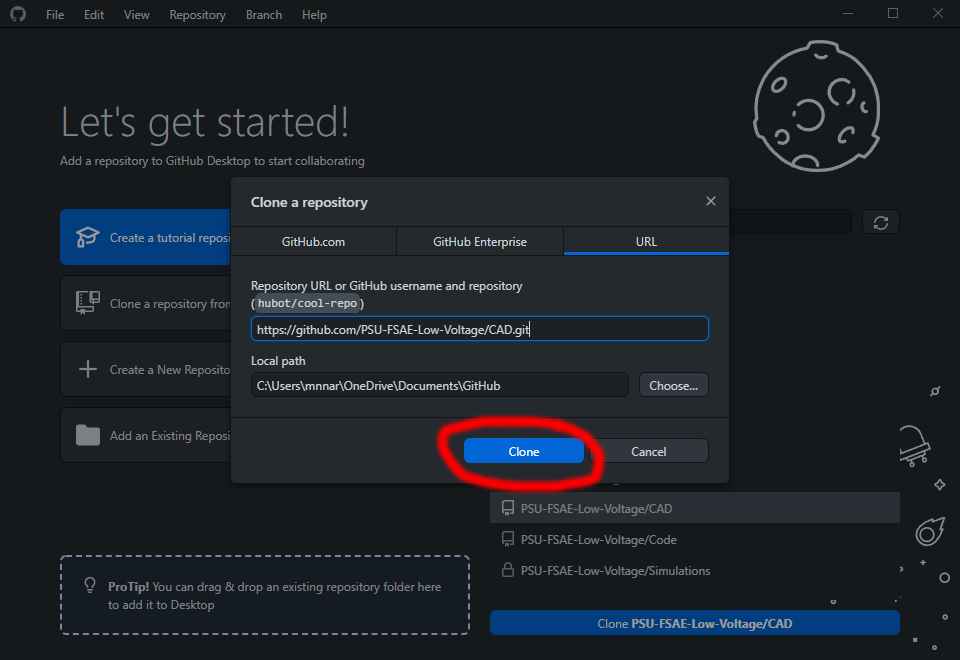 File Edit View Repository Branch Help
Let's get started!
Add a repository to GitHub Desktop to start collaborating
Create a tutorial reposi
Clone a repository from
Create a New Reposito
Add an Existing Reposi
Clone a repository
GitHub.com GitHub Enterprise URL
Repository URL or GitHub username and repository
(hubot/cool-repo)
https://github.com/PSU-FSAE-Low-Voltage/CAD.git
Local path
C:\Users\mnnar\OneDrive\Documents\GitHub Choose...
Clone Cancel
PSU-FSAE-Low-Voltage/CAD
PSU-FSAE-Low-Voltage/Code
PSU-FSAE-Low-Voltage/Simulations
ProTip! You can drag & drop an existing repository folder here
to add it to Desktop
Clone PSU-FSAE-Low-Voltage/CAD